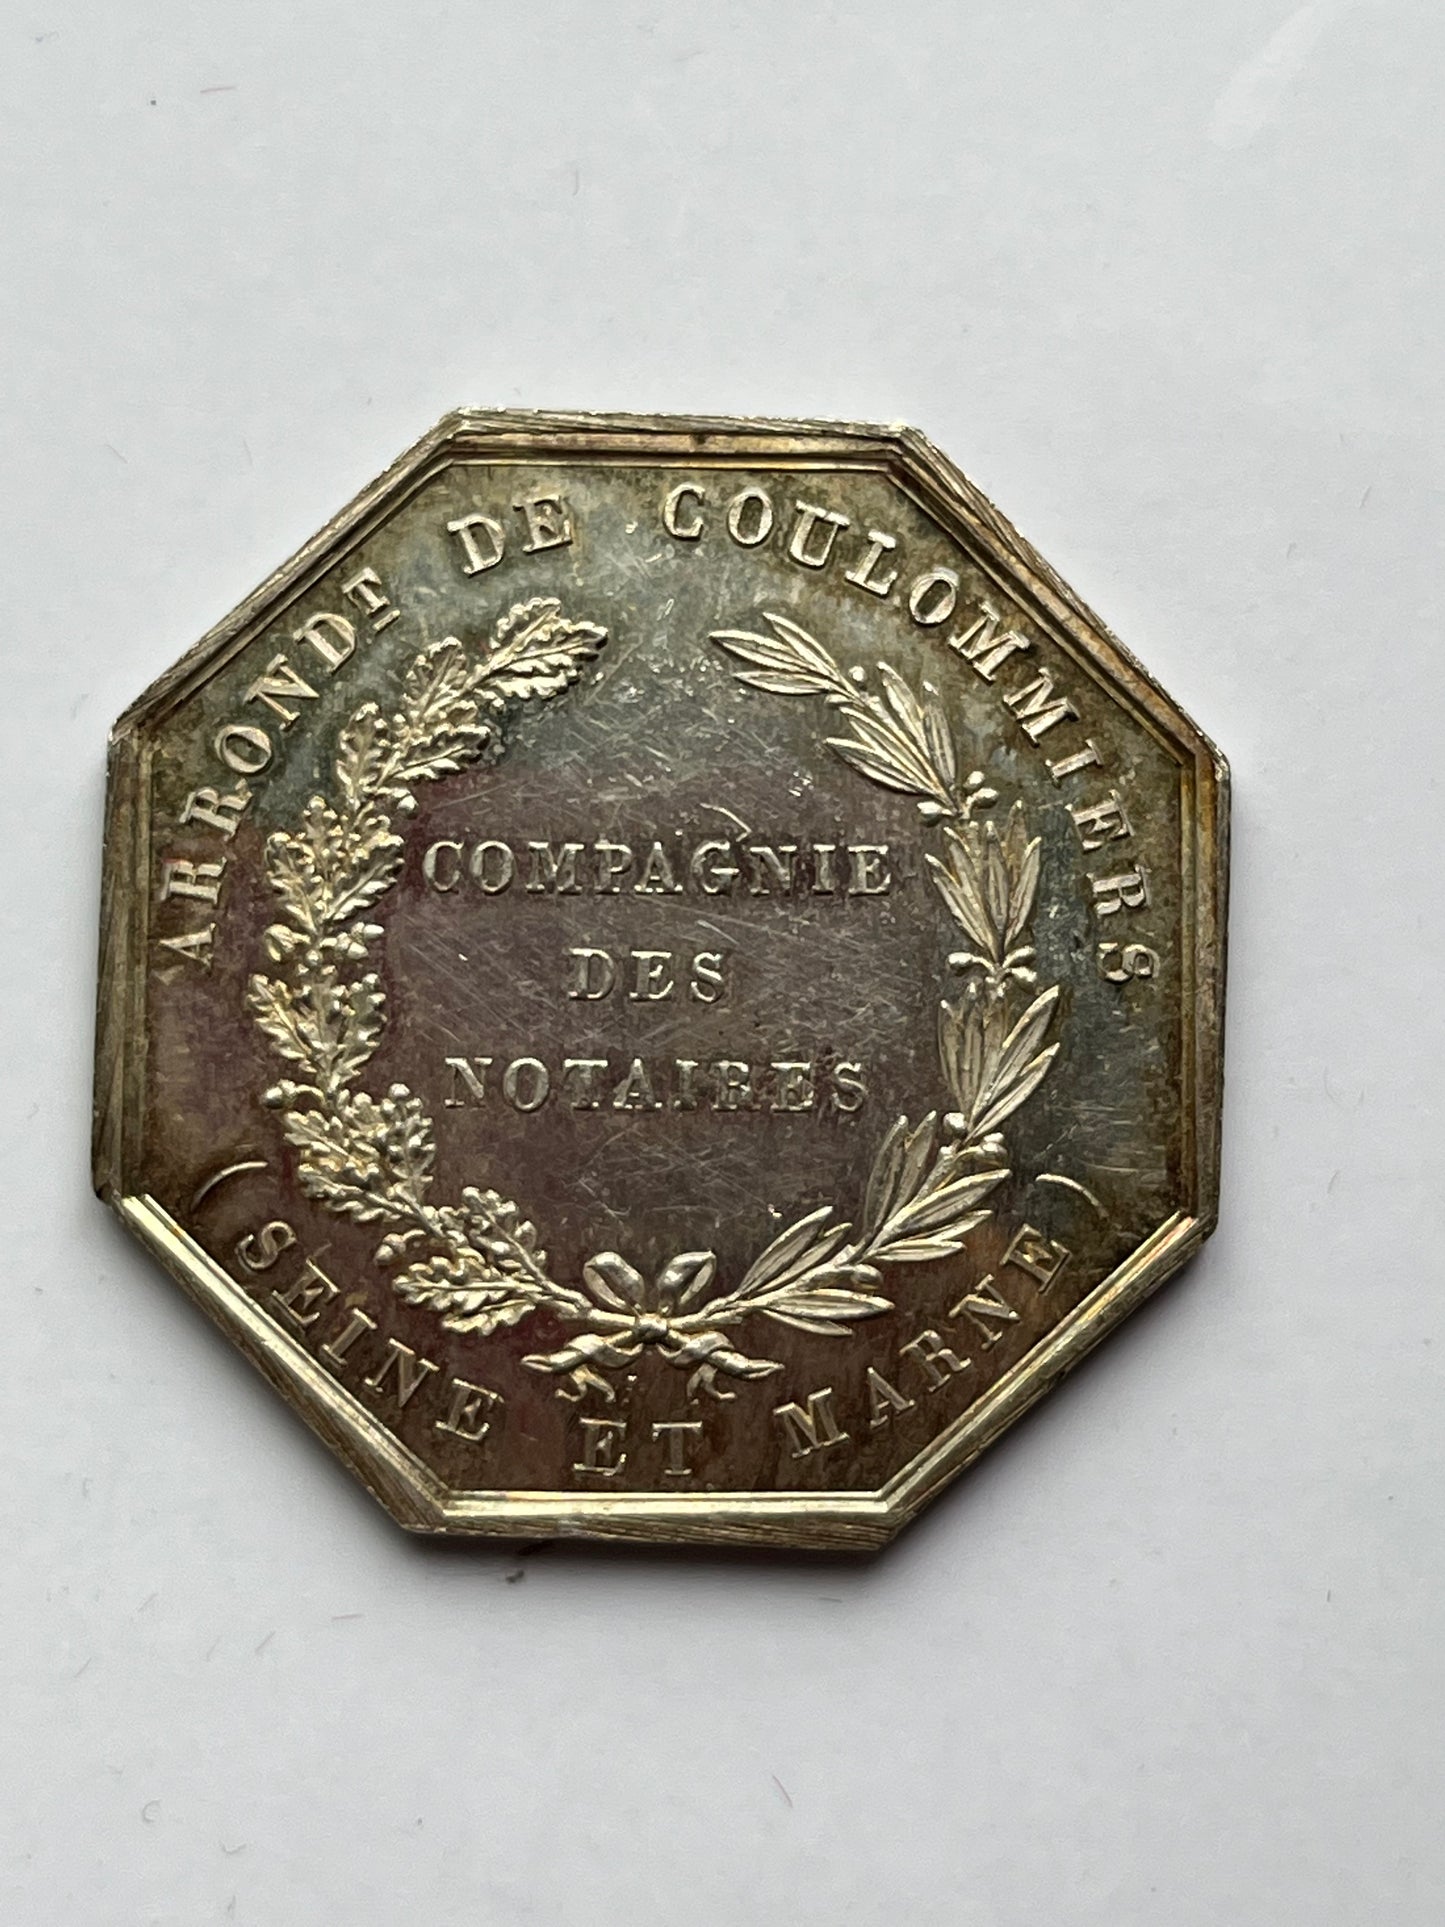 ARRONDT DE COULOMMIERS
COMPAGNIE
DES
NOTAIRES
( SEINE ET MARNE )